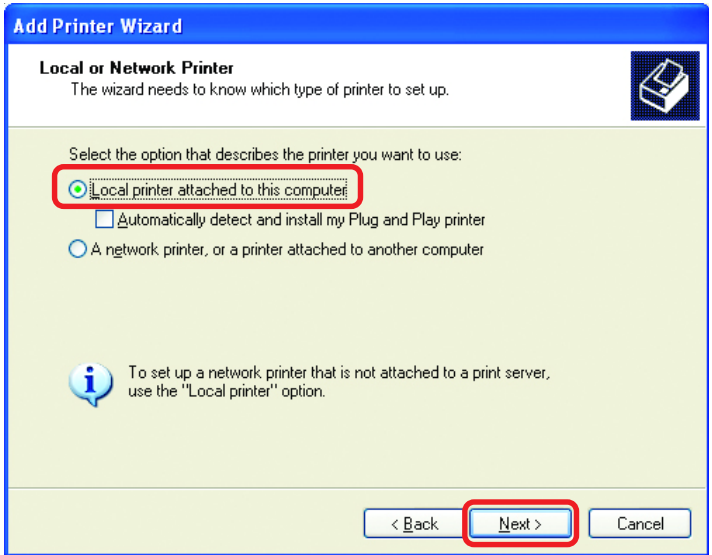 Add Printer Wizard
Local or Network Printer
The wizard needs to know which type of printer to set up.
Select the option that describes the printer you want to use:
Local printer attached to this computer
Automatically detect and install my Plug and Play printer
A network printer, or a printer attached to another computer
To set up a network printer that is not attached to a print server,
use the "Local printer" option.
< Back Next > Cancel